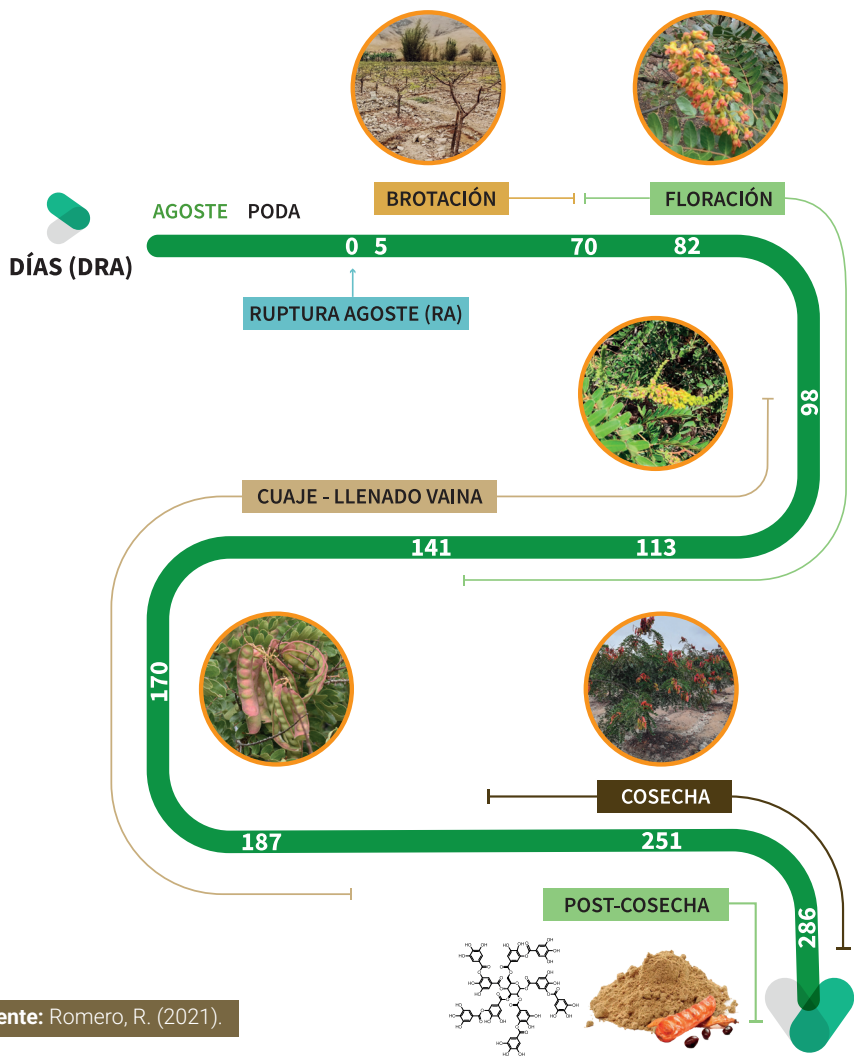 BROTACIÓN
FLORACIÓN
AGOSTE PODA
DÍAS (DRA)
0 5 70 82
RUPTURA AGOSTE (RA)
98
CUAJE - LLENADO VAINA
141 113
170
COSECHA
187 251
POST-COSECHA
286
ente: Romero, R. (2021).